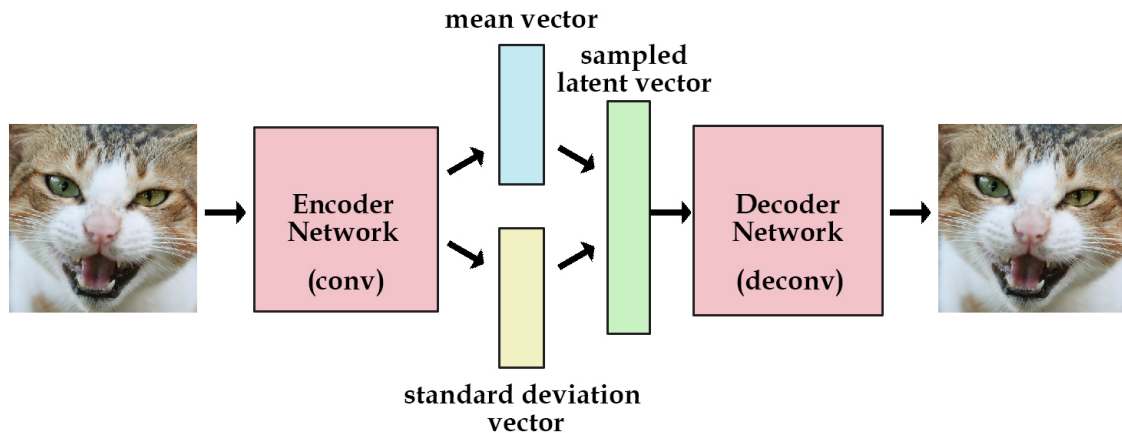 mean vector
sampled
latent vector
Encoder
Network
(conv)
Decoder
Network
(deconv)
standard deviation
vector